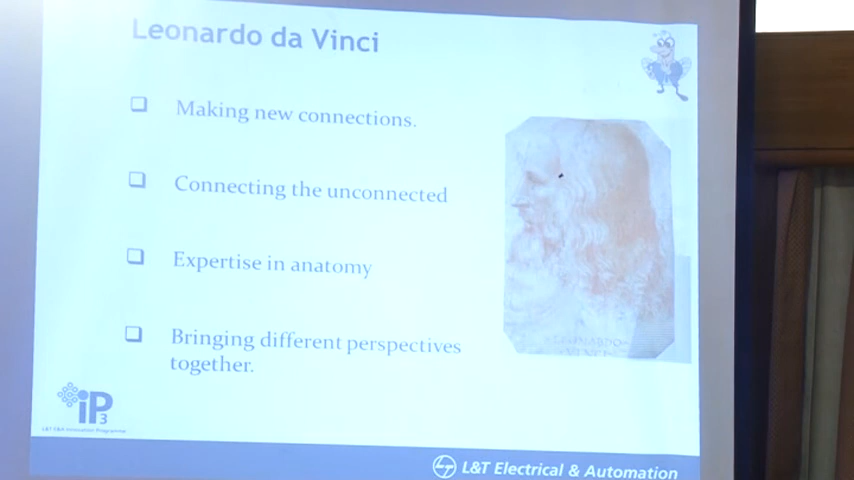 Leonardo da Vinci
Making new connections.
Connecting the unconnected
Expertise in anatomy
Bringing different perspectives
together.
iP3
L&T E&A Innovation Programme
L&T Electrical & Automation